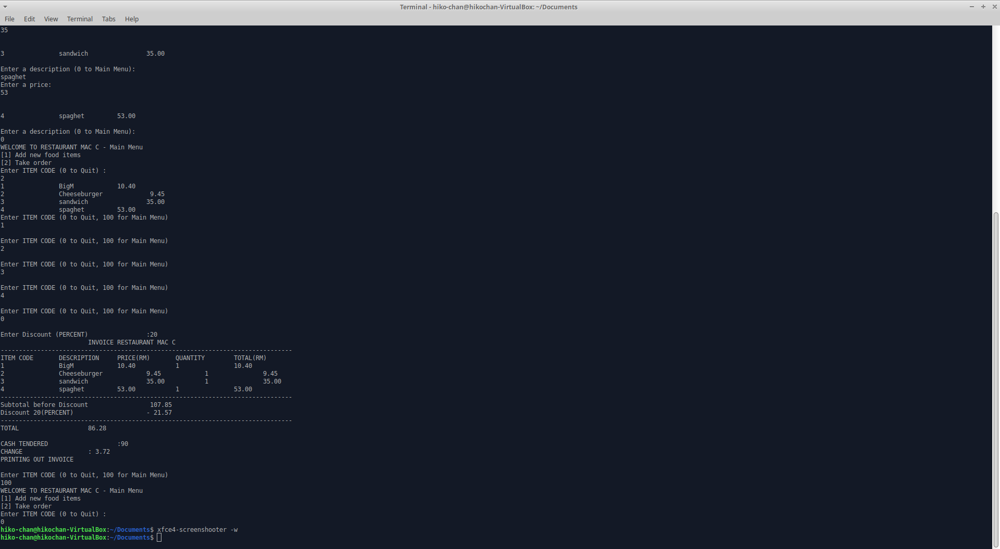 Terminal - hiko-chan@hikochan-VirtualBox: ~/Documents
File Edit View Terminal Tabs Help
35
3 sandwich 35.00
Enter a description (0 to Main Menu):
spaghet
Enter a price:
53
4 spaghet 53.00
Enter a description (0 to Main Menu):
0
WELCOME TO RESTAURANT MAC C - Main Menu
[1] Add new food items
[2] Take order
Enter ITEM CODE (0 to Quit) :
2
1 BigM 10.40
2 Cheeseburger 9.45
3 sandwich 35.00
4 spaghet 53.00
Enter ITEM CODE (0 to Quit, 100 for Main Menu)
1
Enter ITEM CODE (0 to Quit, 100 for Main Menu)
2
Enter ITEM CODE (0 to Quit, 100 for Main Menu)
3
Enter ITEM CODE (0 to Quit, 100 for Main Menu)
4
Enter ITEM CODE (0 to Quit, 100 for Main Menu)
0
Enter Discount (PERCENT) :20
INVOICE RESTAURANT MAC C
--------------------------------------------------------------------------------
ITEM CODE DESCRIPTION PRICE(RM) QUANTITY TOTAL(RM)
1 BigM 10.40 1 10.40
2 Cheeseburger 9.45 1 9.45
3 sandwich 35.00 1 35.00
4 spaghet 53.00 1 53.00
--------------------------------------------------------------------------------
Subtotal before Discount 107.85
Discount 20(PERCENT) - 21.57
--------------------------------------------------------------------------------
TOTAL 86.28
CASH TENDERED :90
CHANGE : 3.72
PRINTING OUT INVOICE
Enter ITEM CODE (0 to Quit, 100 for Main Menu)
100
WELCOME TO RESTAURANT MAC C - Main Menu
[1] Add new food items
[2] Take order
Enter ITEM CODE (0 to Quit) :
0
hiko-chan@hikochan-VirtualBox:~/Documents$ xfce4-screenshooter -w
hiko-chan@hikochan-VirtualBox:~/Documents$